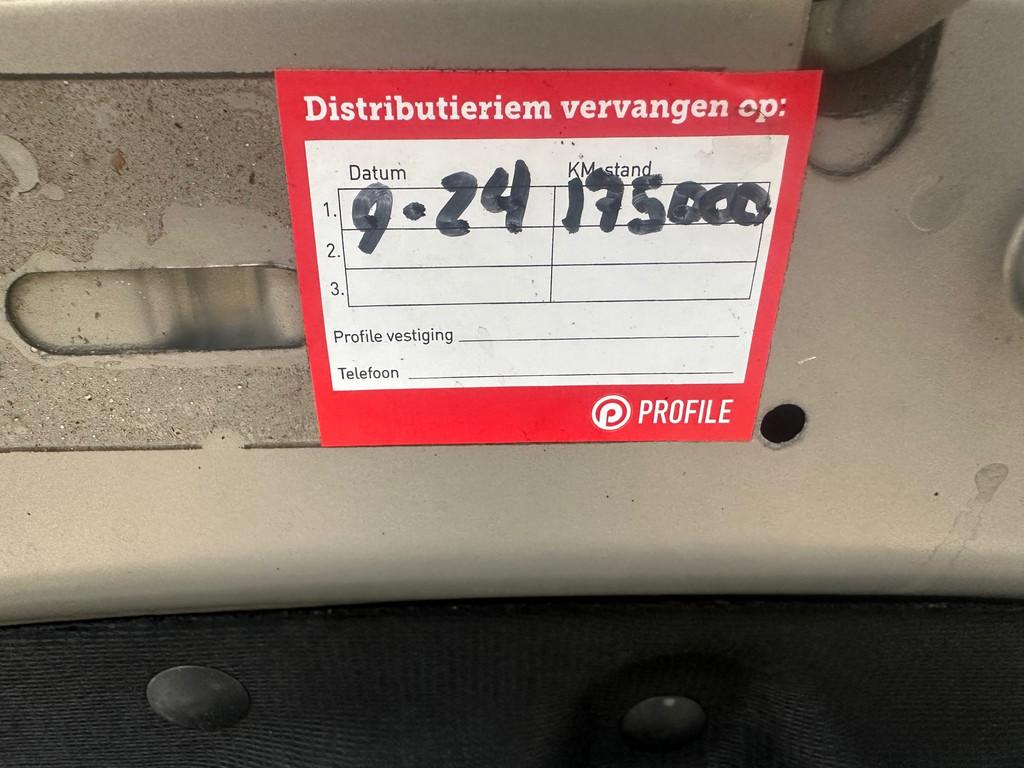 Distributieriem vervangen op:
Datum KM-stand
1. 9-24 175000
2.
3.
Profile vestiging
Telefoon
PROFILE